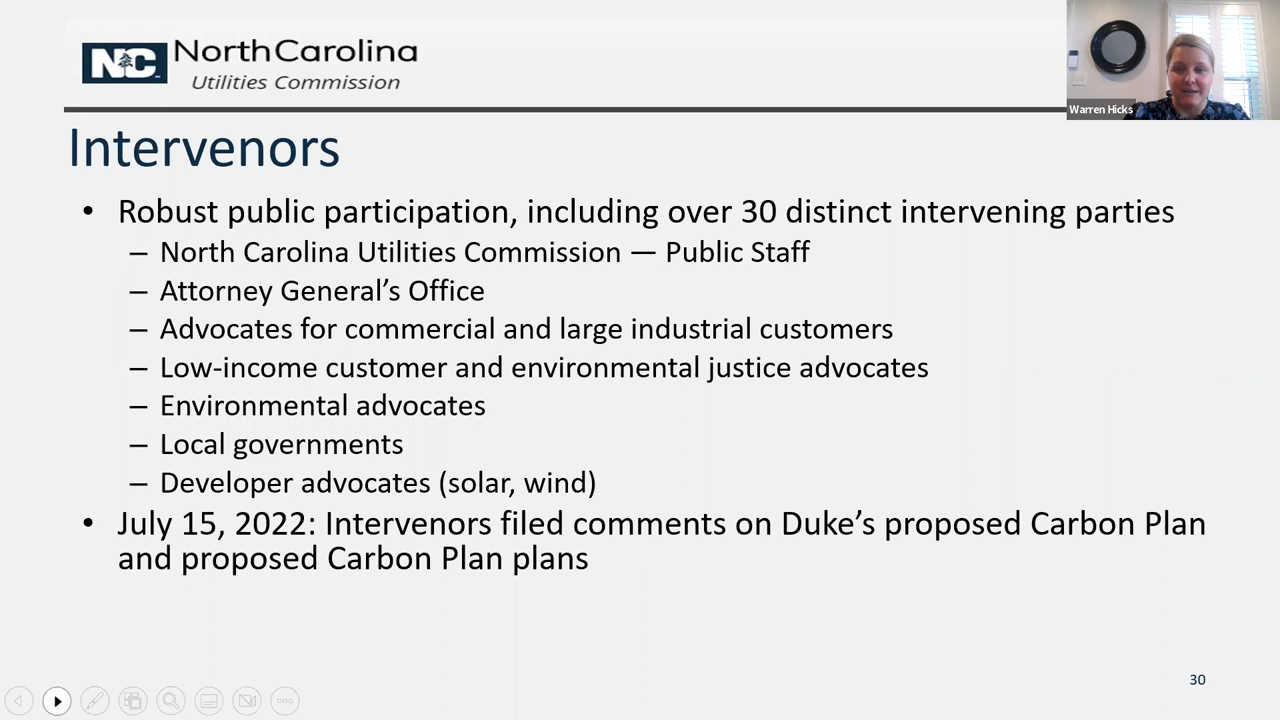 NC NorthCarolina
Utilities Commission
Warren Hicks
Intervenors
• Robust public participation, including over 30 distinct intervening parties
– North Carolina Utilities Commission — Public Staff
– Attorney General’s Office
– Advocates for commercial and large industrial customers
– Low-income customer and environmental justice advocates
– Environmental advocates
– Local governments
– Developer advocates (solar, wind)
• July 15, 2022: Intervenors filed comments on Duke’s proposed Carbon Plan
and proposed Carbon Plan plans
30